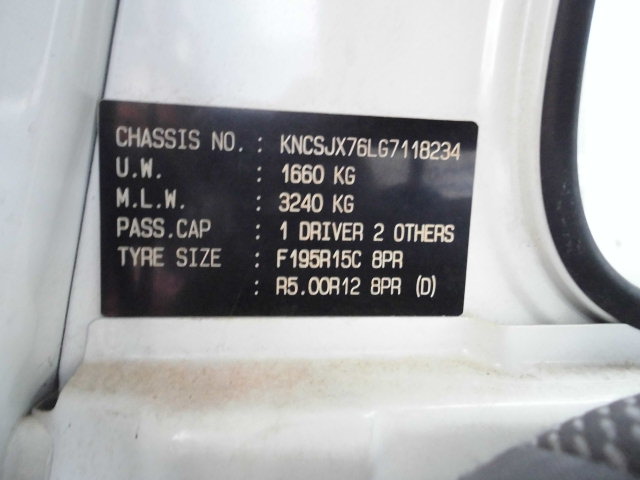 CHASSIS NO. : KNCSJX76LG7118234
U.W. : 1660 KG
M.L.W. : 3240 KG
PASS.CAP : 1 DRIVER 2 OTHERS
TYRE SIZE : F195R15C 8PR
: R5.00R12 8PR (D)